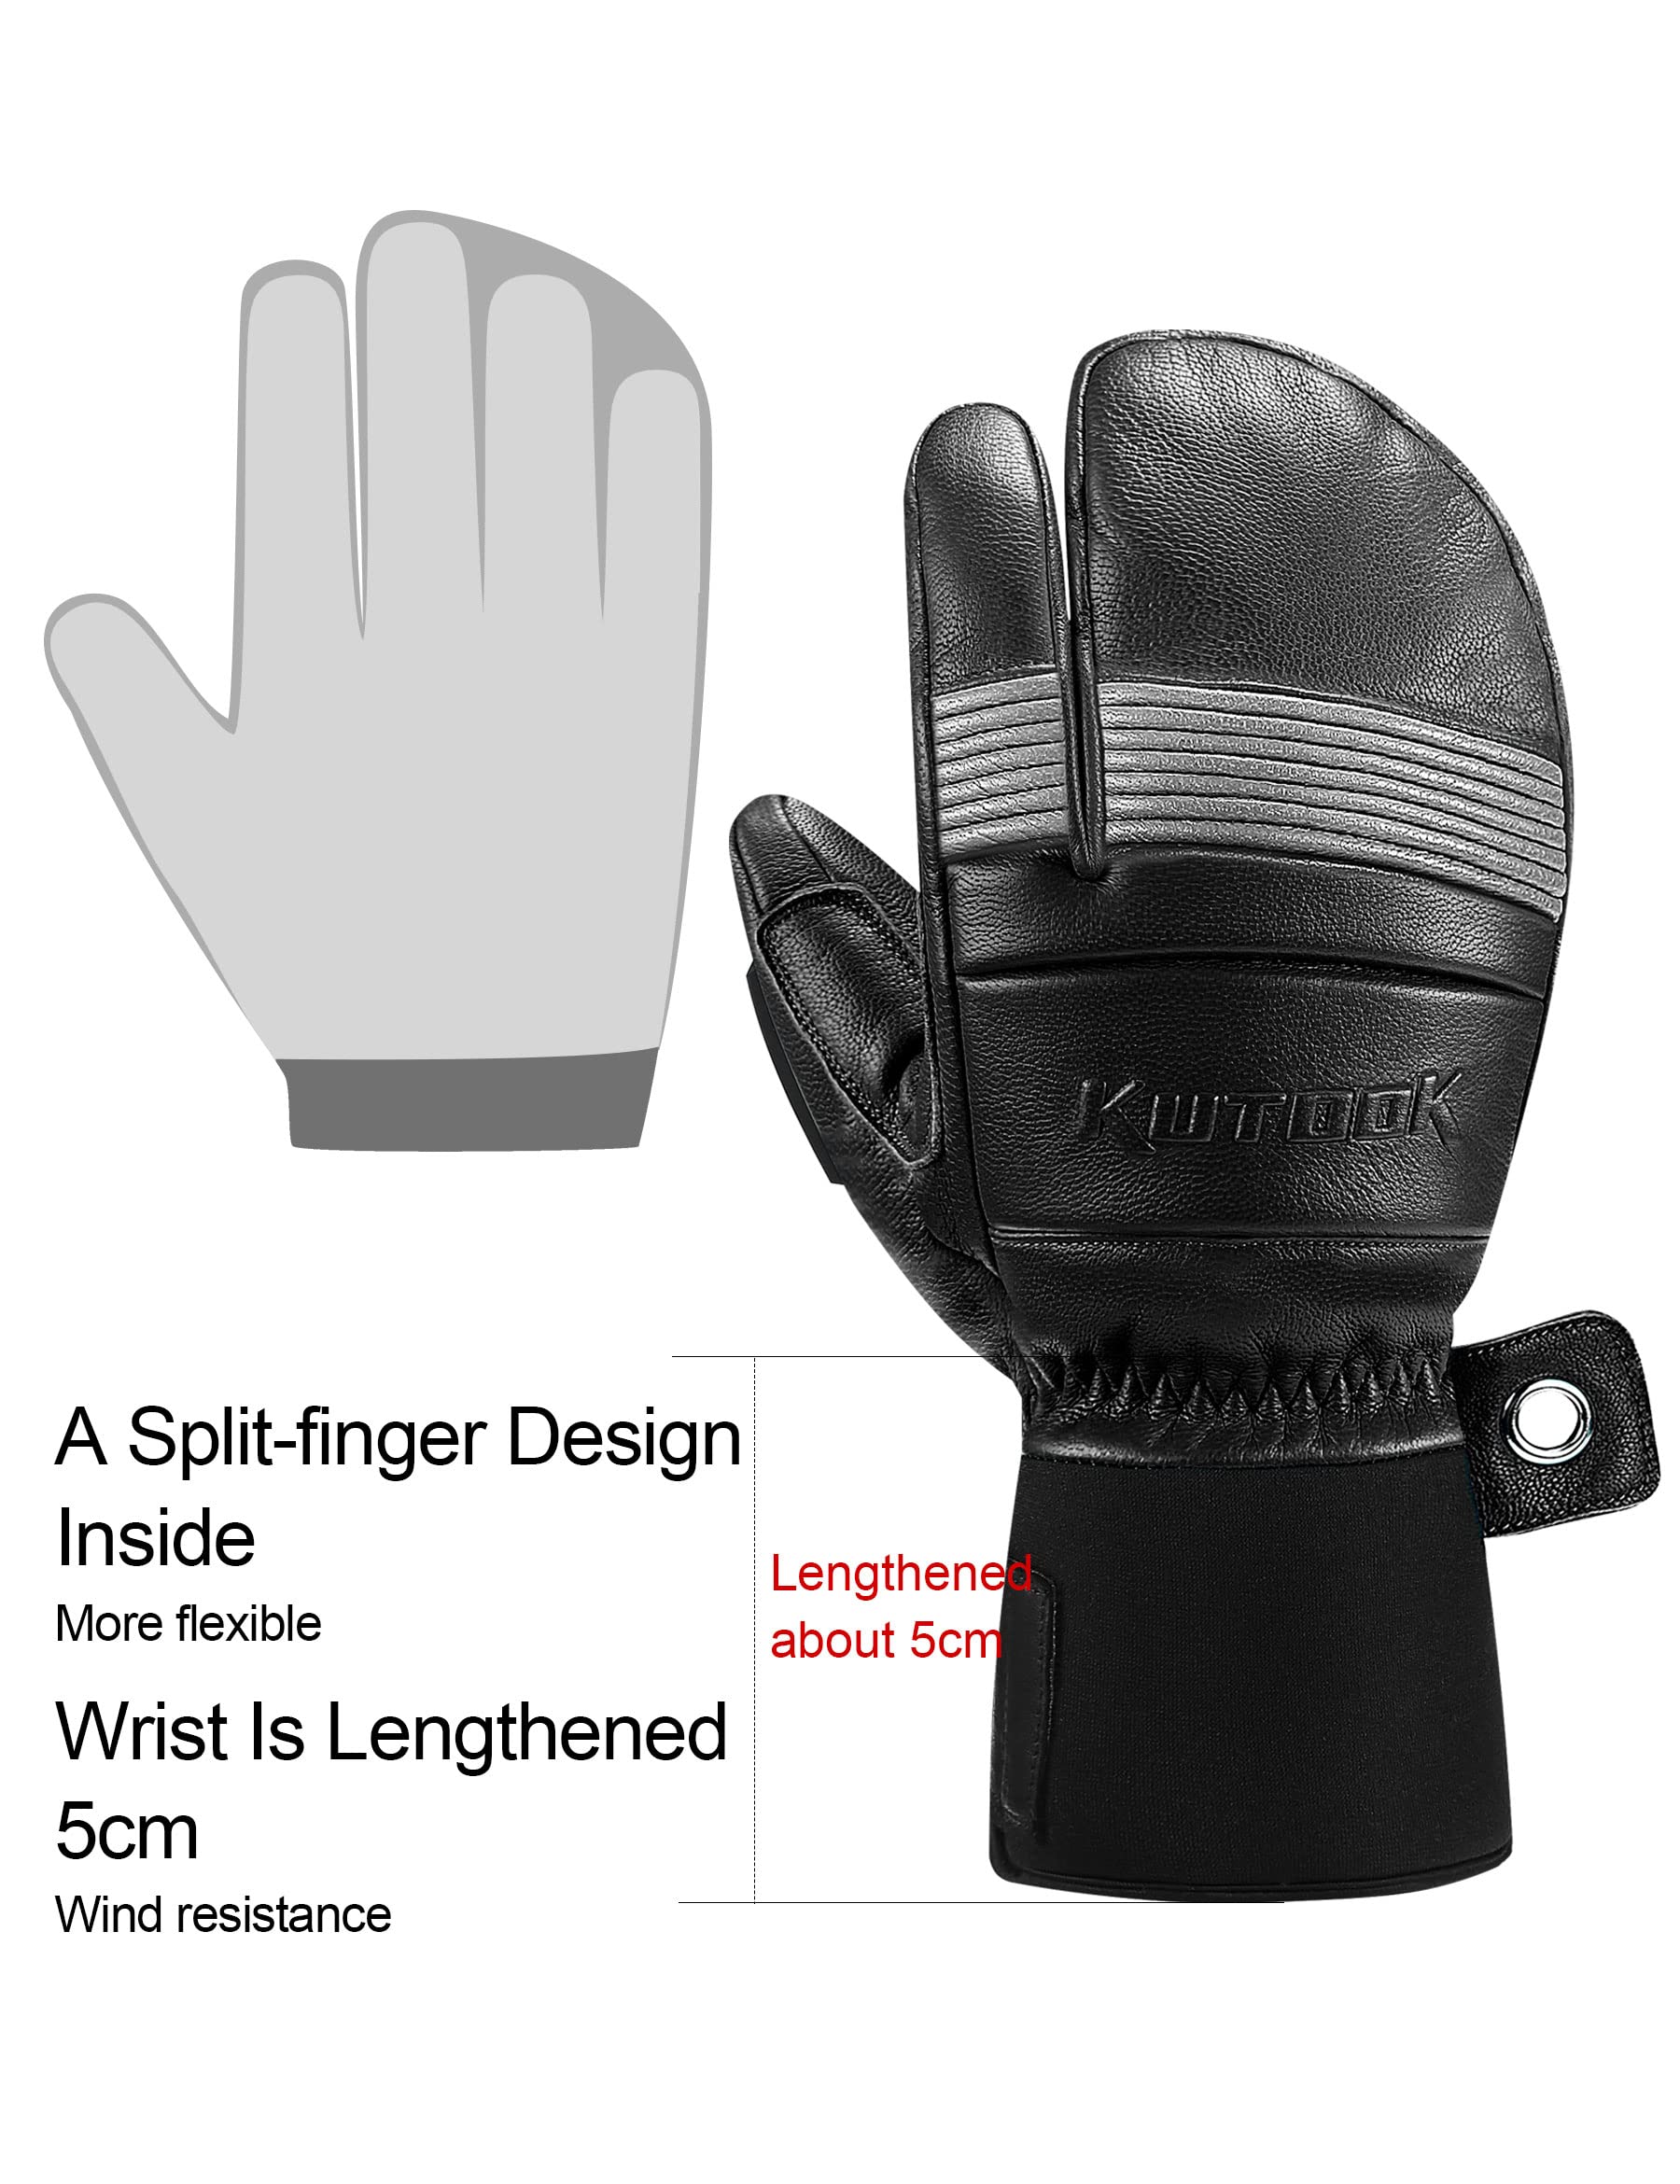 KUTOOK
A Split-finger Design
Inside
More flexible
Lengthened
about 5cm
Wrist Is Lengthened
5cm
Wind resistance